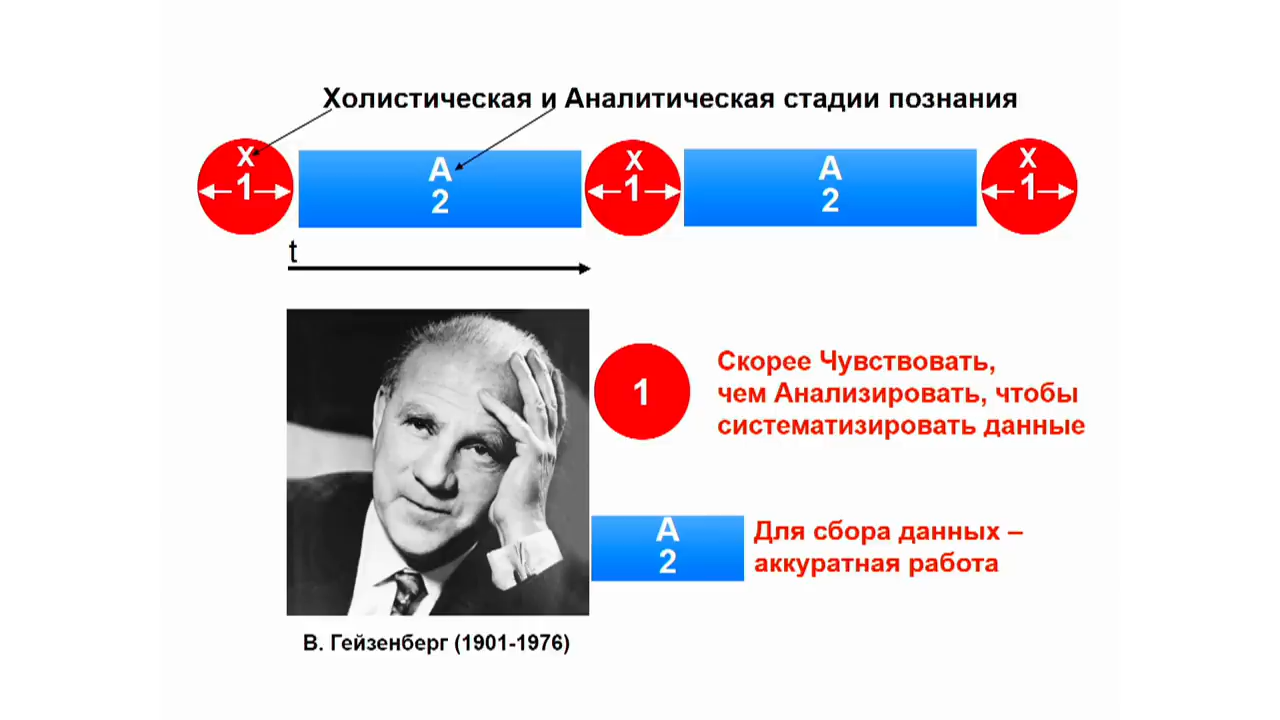 Холистическая и Аналитическая стадии познания
Х
1
А
2
Х
1
А
2
Х
1
t
1
Скорее Чувствовать,
чем Анализировать, чтобы
систематизировать данные
А
2
Для сбора данных –
аккуратная работа
В. Гейзенберг (1901-1976)